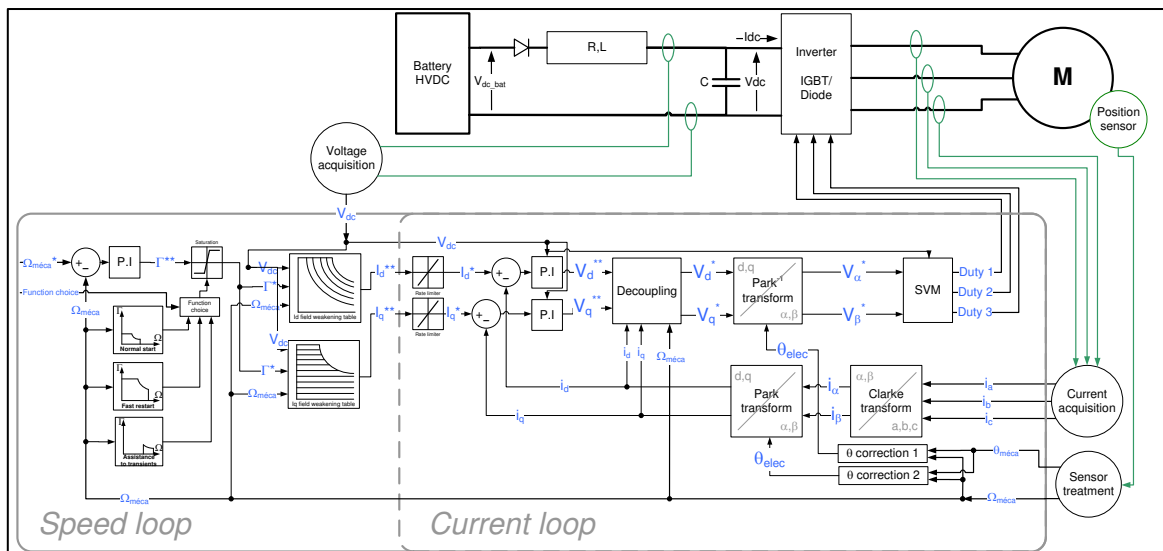 Battery
HVDC
V_dc_bat
R,L
C
-Idc
Vdc
Inverter
IGBT/
Diode
M
Position
sensor
Voltage
acquisition
V_dc
V_dc
Ω_méca*
+
-
P.I
Γ**
Saturation
Function choice
Ω_méca
Function
choice
Γ
Ω
Normal start
Γ
Ω
Fast restart
Γ
Ω
Assistance
to transients
V_dc
Γ*
Ω_méca
Id field weakening table
V_dc
Γ*
Ω_méca
Iq field weakening table
I_d**
Rate limiter
I_d*
I_q**
Rate limiter
I_q*
+
-
+
-
P.I
P.I
V_d**
V_q**
Decoupling
V_d*
V_q*
d,q
Park⁻¹
transform
α,β
V_α*
V_β*
SVM
Duty 1
Duty 2
Duty 3
i_d
i_q
Ω_méca
θ_elec
i_d
i_q
d,q
Park
transform
α,β
i_α
i_β
α,β
Clarke
transform
a,b,c
i_a
i_b
i_c
Current
acquisition
θ_elec
θ correction 1
θ correction 2
θ_méca
Ω_méca
Sensor
treatment
Ω_méca
Speed loop
Current loop